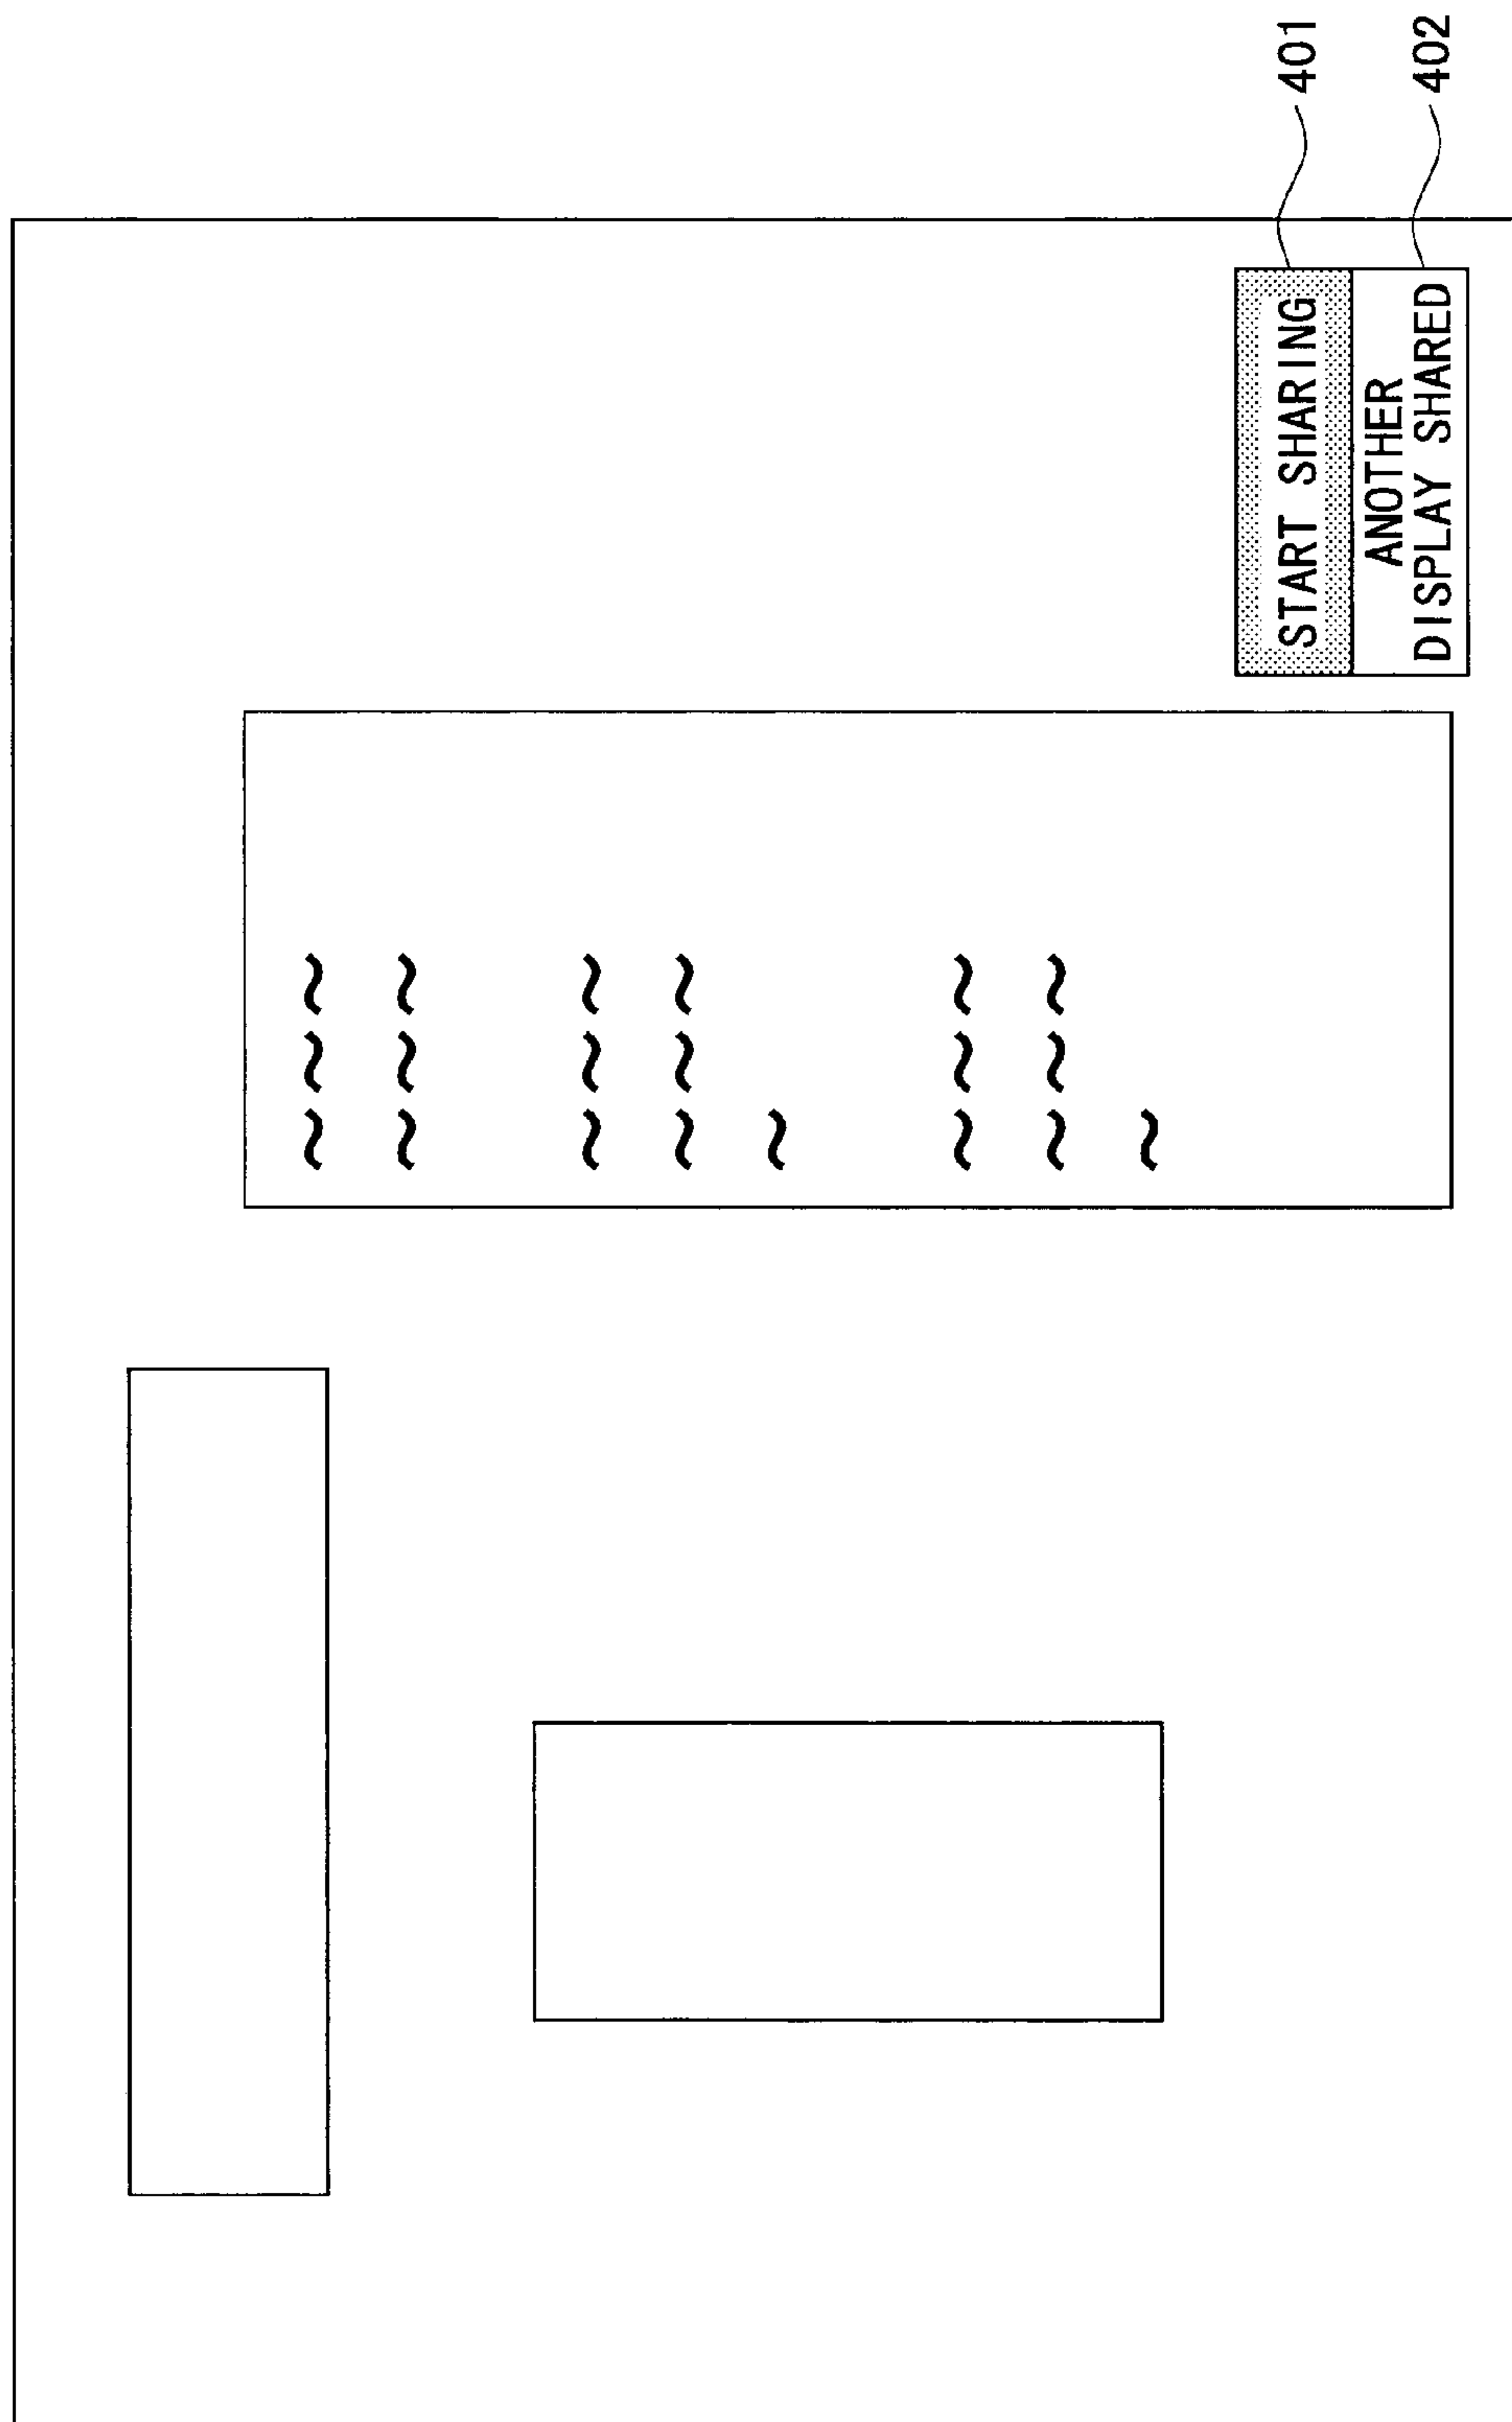 START SHARING
ANOTHER
DISPLAY SHARED
401
402